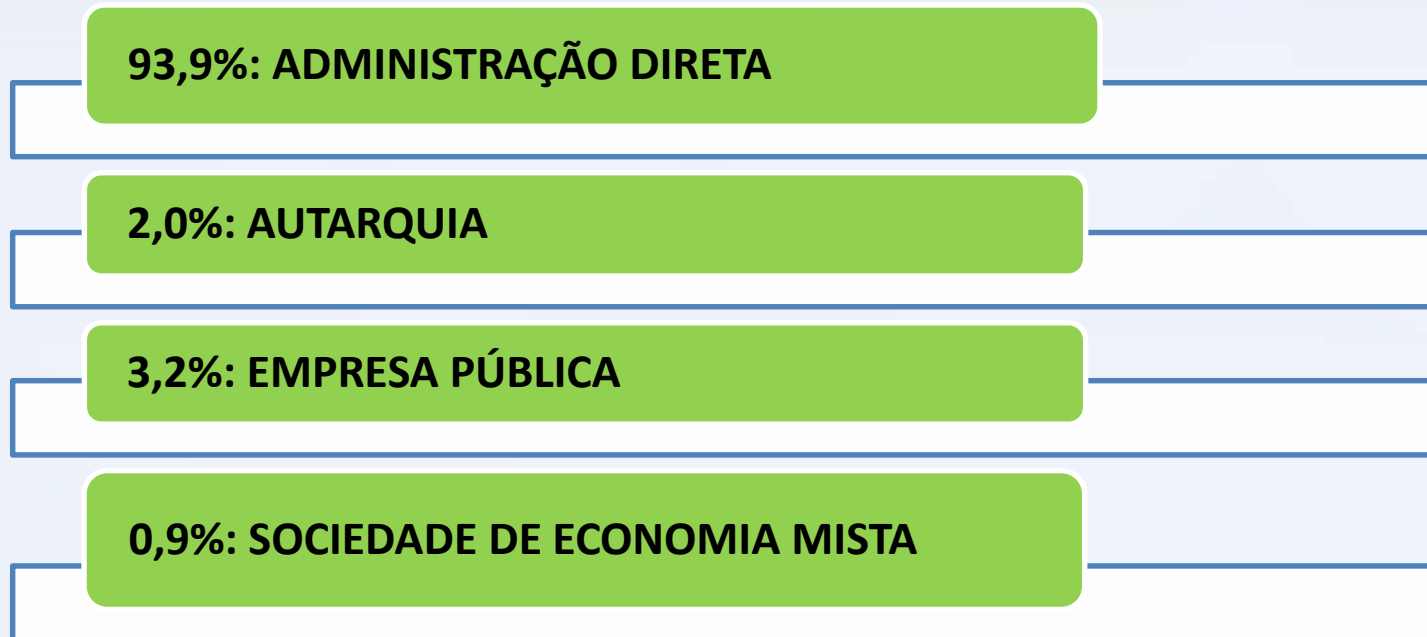 93,9%: ADMINISTRAÇÃO DIRETA
2,0%: AUTARQUIA
3,2%: EMPRESA PÚBLICA
0,9%: SOCIEDADE DE ECONOMIA MISTA